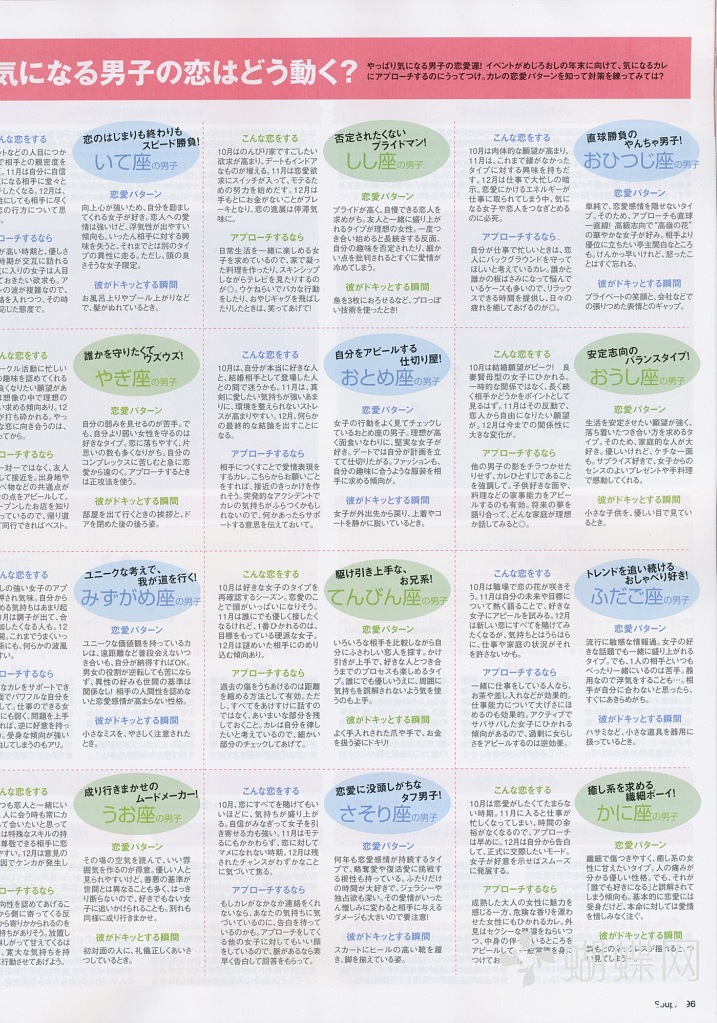 気になる男子の恋はどう動く?
やっぱり気になる男子の恋愛運! イベントがめじろおしの年末に向けて、気になるカレ
にアプローチするのにうってつけ。カレの恋愛パターンを知って対策を練ってみては?
直球勝負の
やんちゃ男子!
おひつじ座の男子
恋愛パターン
単純で、恋愛感情を隠せないタイ
プ。そのため、アプローチも直球
一直線! 高級志向で“高嶺の花”
の華やかな女子が好み。相手より
優位に立ちたい亭主関白なところ
も。けんか早いけれど、怒ったこ
とはすぐ忘れる。
彼がドキッとする瞬間
プライベートの笑顔と、会社などで
の張りつめた表情とのギャップ。
こんな恋をする
10月は肉体的な願望が高まり、
11月は、これまで縁がなかった
タイプに対する興味を持ちだ
す。12月は仕事で大忙しの暗
示。恋愛にかけるエネルギーが
仕事に取られてしまう中、気に
なる女子や恋人をつなぎとめる
のに必死。
アプローチするなら
自分が仕事で忙しいときは、恋
人にバックグラウンドを守って
ほしいと考えているカレ。誰かと
誰かの板ばさみになって悩んで
いるケースも多いので、リラック
スできる時間を提供し、日々の
疲れを癒してあげるのが◎。
否定されたくない
プライドマン!
しし座の男子
恋愛パターン
プライドが高く、自慢できる恋人を
求めがち。友人と一緒に盛り上が
れるタイプが理想の女性。一度つ
き合い始めると長続きする反面、
自分の趣味を否定されたり、細か
い点を批判されるとすぐに愛情が
冷めてしまう。
彼がドキッとする瞬間
魚を3枚におろせるなど、プロっぽ
い技術を使ったとき!
こんな恋をする
10月はのんびり家ですごしたい
欲求が高まり、デートもインドア
なものが増える。11月は恋愛欲
求にスイッチが入って、モテるた
めの努力を始めだす。12月は
手もとにお金がないことがブレ
ーキとなり、恋の進展は停滞気
味に。
アプローチするなら
日常生活を一緒に楽しめる女子
を求めているので、家で凝っ
た料理を作ったり、スキンシップ
しながらテレビを見たりするのが
◎。ウケねらいでバカな行動
をしたり、おやじギャグを飛ばし
たりしたときは、笑ってあげて!
恋のはじまりも終わりも
スピード勝負!
いて座の男子
恋愛パターン
向上心が強いため、自分を励まし
てくれる女子が好き。恋人への愛
情は強いけど、浮気性が出やすい
傾向も。いったん相手に対する興
味を失うと、それまでとは別のタイ
プの異性に走る。ただし、頭の良
さそうな女子限定。
彼がドキッとする瞬間
お風呂上りやプール上がりなど
で、髪がぬれているとき。
安定志向の
バランスタイプ!
おうし座の男子
恋愛パターン
生活を安定させたい願望が強く、
落ち着いたつき合い方を求めるタ
イプ。そのため、家庭的な人が大
好き。優しいけれど、ケチな一面
も。サプライズ好きで、女子からの
センスのよいプレゼントや手料理
で感動してくれる。
彼がドキッとする瞬間
小さな子供を、優しい目で見てい
るとき。
こんな恋をする
10月は結婚願望がピーク! 良
妻賢母型の女子にひかれる。
一時的な関係ではなく、長く続
く相手かどうかをポイントとして
見るはず。11月はその反動で、
恋人から自由になりたい願望
が。12月は今までの関係性に
大きな変化が。
アプローチするなら
他の男の影をチラつかせたり
せず、カレひとすじであること
を強調して。子供好きな面や、
料理などの家事能力をアピー
ルするのも有効。将来の夢を
語り合って、どんな家庭が理想
か話してみると◎。
自分をアピールする
仕切り屋!
おとめ座の男子
恋愛パターン
女子の行動をよく見てチェックし
ているおとめ座の男子。理想が高
く面食いなわりに、堅実な女子が
好き。デートでは自分が計画を立
てて仕切りたがる。ファッションも、
自分の趣味に合うような服装を相
手に求める傾向が。
彼がドキッとする瞬間
女子が外出先から戻り、上着やコ
ートを静かに脱いでいるとき。
こんな恋をする
10月は、自分が本当に好きな人
と、結婚相手として登場した人
との間で迷うかも。11月は、真
剣に愛したい気持ちが強いあま
りに、環境を整えられないストレ
スが高まりやすい。12月、何らか
の最終的な結論を出すことに
なる。
アプローチするなら
相手につくすことで愛情表現を
するカレ。こちらからお願いごと
をすれば、接近のきっかけを作
れそう。突発的なアクシデントで
カレの気持ちがふらつくかもし
れないので、何かあったらサポ
ートする意思を伝えておいて。
誰かを守りたくて
ウズウズ!
やぎ座の男子
恋愛パターン
自分の弱みを見せるのが苦手。で
も、自分より弱い女性を守るのは
好きなタイプ。恋に落ちやすく、片
思いの数も多くなりがち。自分の
コンプレックスに苦しむと急に恋
愛から遠のく。アプローチするとき
は正攻法を使う。
彼がドキッとする瞬間
部屋を出て行くときの挨拶と、ド
アを閉めた後の後ろ姿。
トレンドを追い続ける
おしゃべり好き!
ふたご座の男子
恋愛パターン
流行に敏感な情報通。女子の好
きな話題でも一緒に盛り上がれる
タイプ。でも、1人の相手といつも
べったり一緒にいるのは苦手。器
用なので浮気をすることも…。相
手が自分に合わないと思ったら、
すぐにあきらめがち。
彼がドキッとする瞬間
ハサミなど、小さな道具を器用に
扱っているとき。
こんな恋をする
10月は職場で恋の花が咲きそ
う。11月は自分の未来や目標に
ついて熱く語ることで、好きな
女子にアピールを試みる。12月
は新しい恋にすべてを賭けてみ
たくなるが、気持ちとはうらはら
に、仕事や家庭の状況がそれ
を許さないかも。
アプローチするなら
一緒に仕事をしている人なら、
お茶や差し入れなどが効果的。
仕事能力について大げさにほ
めるのも効果的。アクティブで
サバサバした女子にひかれる
傾向があるので、過剰に女らし
さをアピールするのは逆効果。
駆け引き上手な、
お兄系!
てんびん座の男子
恋愛パターン
いろいろな相手を比較しながら自
分にふさわしい恋人を探す。かけ
引きが上手で、好きな人とつき合
うまでのプロセスも楽しめるタイ
プ。誰にでも優しいうえに、周囲に
気持ちを誤解されないよう気を使
うのも上手。
彼がドキッとする瞬間
よく手入れされた爪や手で、お金
を扱う姿にドキリ!
こんな恋をする
10月は好きな女子のタイプを
再確認するシーズン。恋愛のこ
とで頭がいっぱいになりそう。
11月は誰にでも優しく接したく
なるけれど、1番ひかれるのは、
目標をもっている硬派な女子。
12月は謎めいた相手にのめり
込む傾向あり。
アプローチするなら
過去の傷をうちあけるのは距離
を縮める方法として有効。ただ
し、すべてをあけすけに話すの
ではなく、あいまいな部分を残
しておくこと。カレは自分を導し
たいと考えているので、細かい
部分のチェックしてあげて。
ユニークな考えで、
我が道を行く!
みずがめ座の男子
恋愛パターン
ユニークな価値観を持っているカ
レは、遠距離など普段会えないつ
き合いも、自分が納得すればOK。
男女の役割が逆転しても苦になら
ず、異性の好みも世間の基準は
関係なし! 相手の人間性を認めな
いと恋愛感情が高まらない性格。
彼がドキッとする瞬間
小さなミスを、やさしく注意された
とき。
癒し系を求める
繊細ボーイ!
かに座の男子
恋愛パターン
繊細で傷つきやすく、癒し系の女
性に甘えたいタイプ。人の痛みが
分かる優しい性格。でも、それが
「誰でも好きになる」と誤解されて
しまう傾向も。基本的に恋愛には
受身だけど、本命に対しては愛情
を惜しみなく注ぐ。
彼がドキッとする瞬間
こんな恋をする
10月は恋愛がしたくてたまらな
い時期。11月に入ると仕事が
忙しくなってしまい、時間の余
裕がなくなるので、アプローチ
は早めに。12月は自分から告白
して、正式に交際したいモード。
女子が好意を示せばスムーズ
に発展する。
アプローチするなら
成熟した大人の女性に魅力を
感じる一方、危険な香りを漂わ
せた女性にもひかれるカレ。外
見はセクシーな路線をねらいつ
つ、中身の伴っているところを
恋愛に没頭しがちな
タフ男子!
さそり座の男子
恋愛パターン
何年も恋愛感情が持続するタイプ
で、略奪愛や復活愛に挑戦す
る根性も持っている。ふたりだけ
の時間が大好きで、ジェラシーや
独占欲も深い。その愛情がいった
ん憎しみに変わると相手に与える
ダメージも大きいので要注意!
彼がドキッとする瞬間
スカートにヒールの高い靴を履
き、脚を揃えている姿。
こんな恋をする
10月、恋にすべてを賭けてもい
いほどに、気持ちが盛り上が
る。自信がみなぎって女子を引
き寄せる力も強い。11月はモテ
るにもかかわらず、恋に対して
マメになれない時期。12月は残
されたチャンスがわずかなこと
に気づいて焦る。
アプローチするなら
もしカレがなかなか連絡をくれ
ないなら、あなたの気持ちに気
づいているのに、告白を待って
いるのかも。アプローチをしてく
る他の女子に対してもいい顔を
しているので、脈があるなら寡
早く告白して回答をもらって。
成り行きまかせの
ムードメーカー!
うお座の男子
恋愛パターン
その場の空気を読んで、いい雰囲
気を作るのが得意。優しい人と
見られやすいけど、善悪の基準が
世間とは異なることも多く、はっき
り断らないので、好きでもない女
子に追いかけられることも。別れも
同様に成り行きまかせ。
彼がドキッとする瞬間
初対面の人に、礼儀正しくあいさ
つしているとき。
蝴蝶网
96